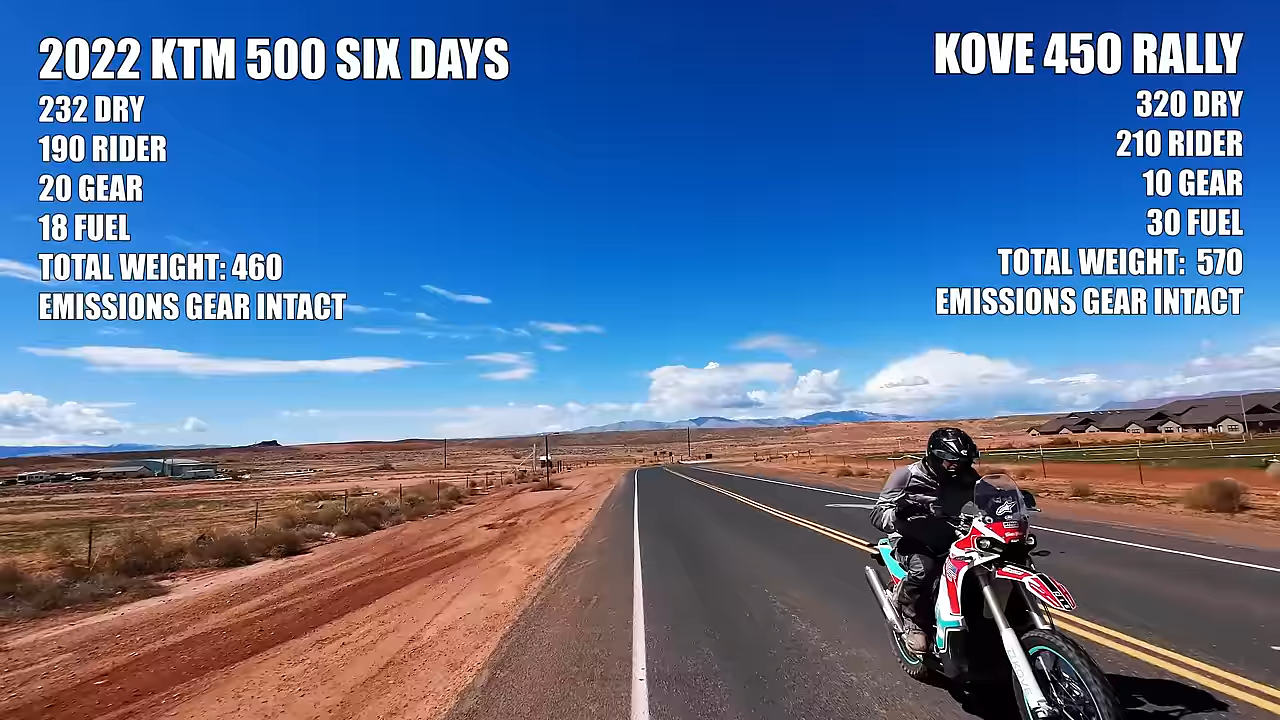 2022 KTM 500 SIX DAYS
232 DRY
190 RIDER
20 GEAR
18 FUEL
TOTAL WEIGHT: 460
EMISSIONS GEAR INTACT
KOVE 450 RALLY
320 DRY
210 RIDER
10 GEAR
30 FUEL
TOTAL WEIGHT: 570
EMISSIONS GEAR INTACT